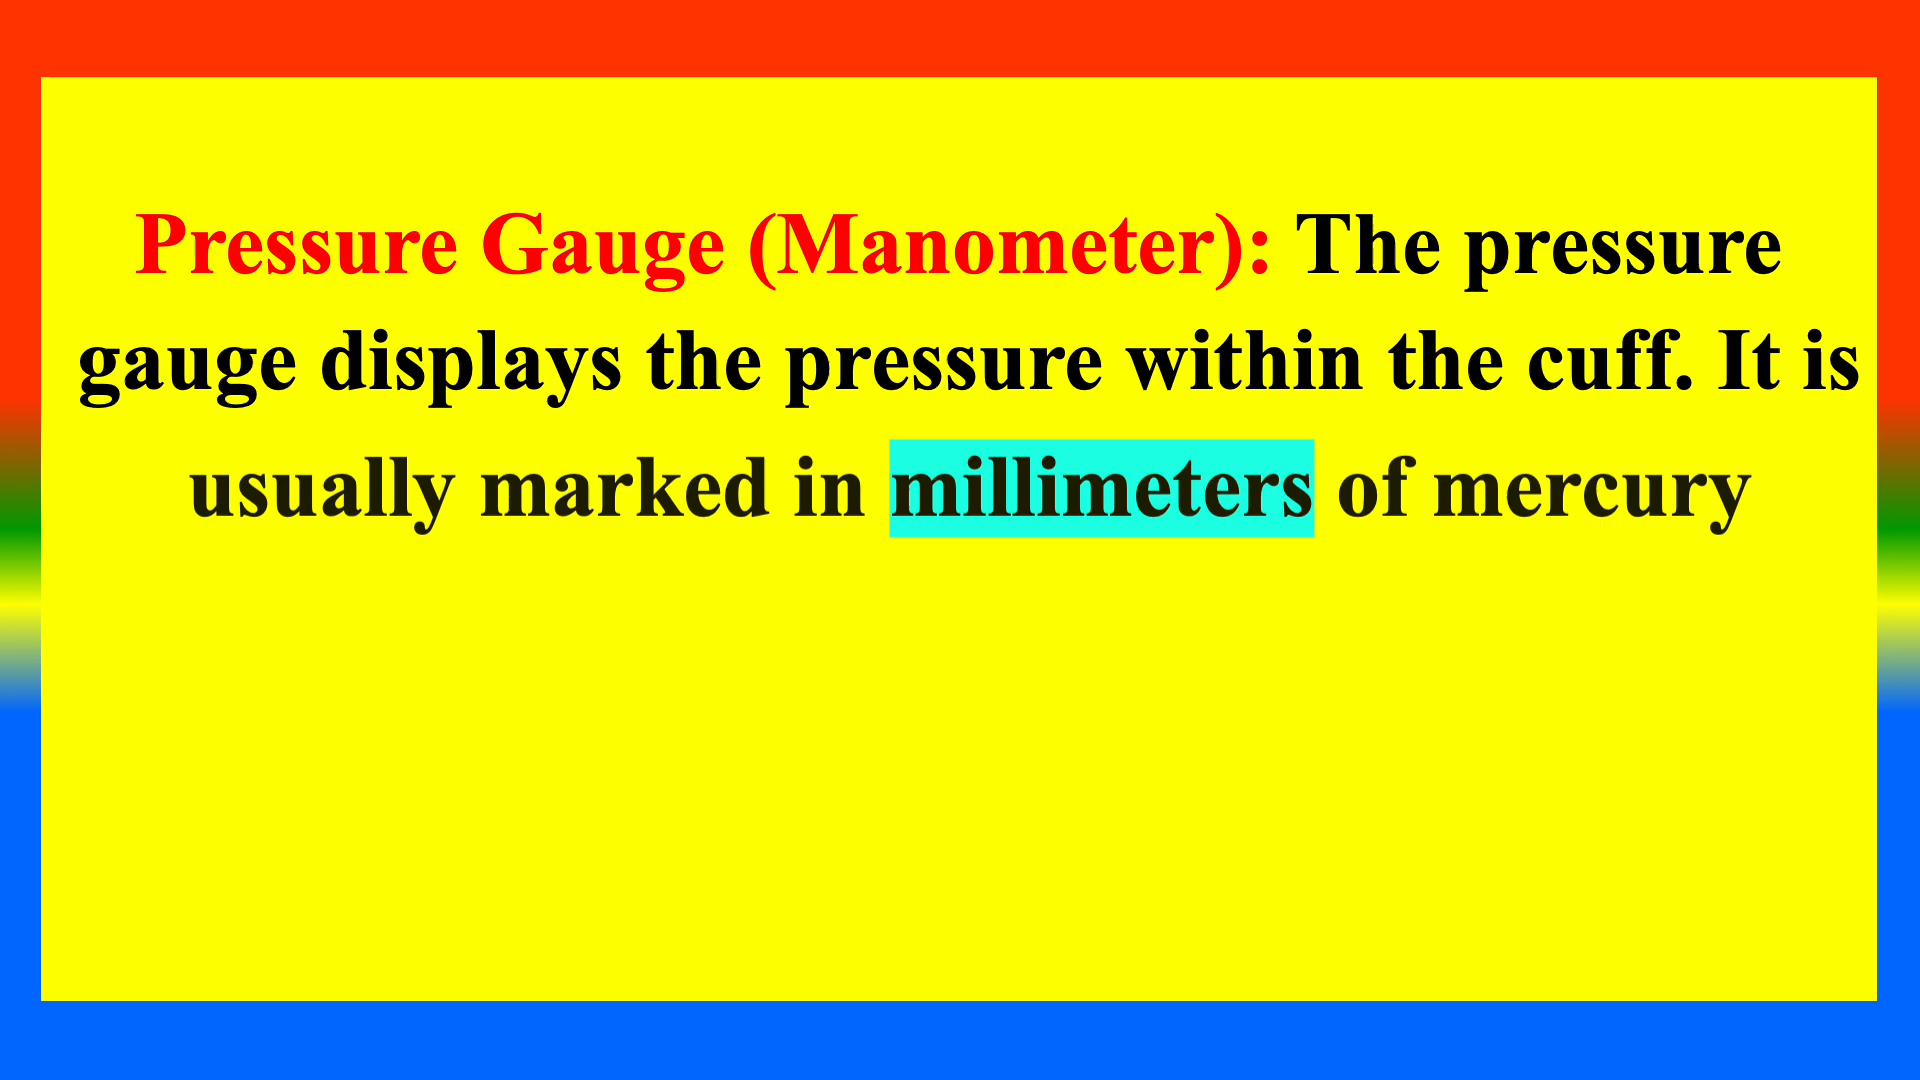 Pressure Gauge (Manometer): The pressure
gauge displays the pressure within the cuff. It is
usually marked in millimeters of mercury